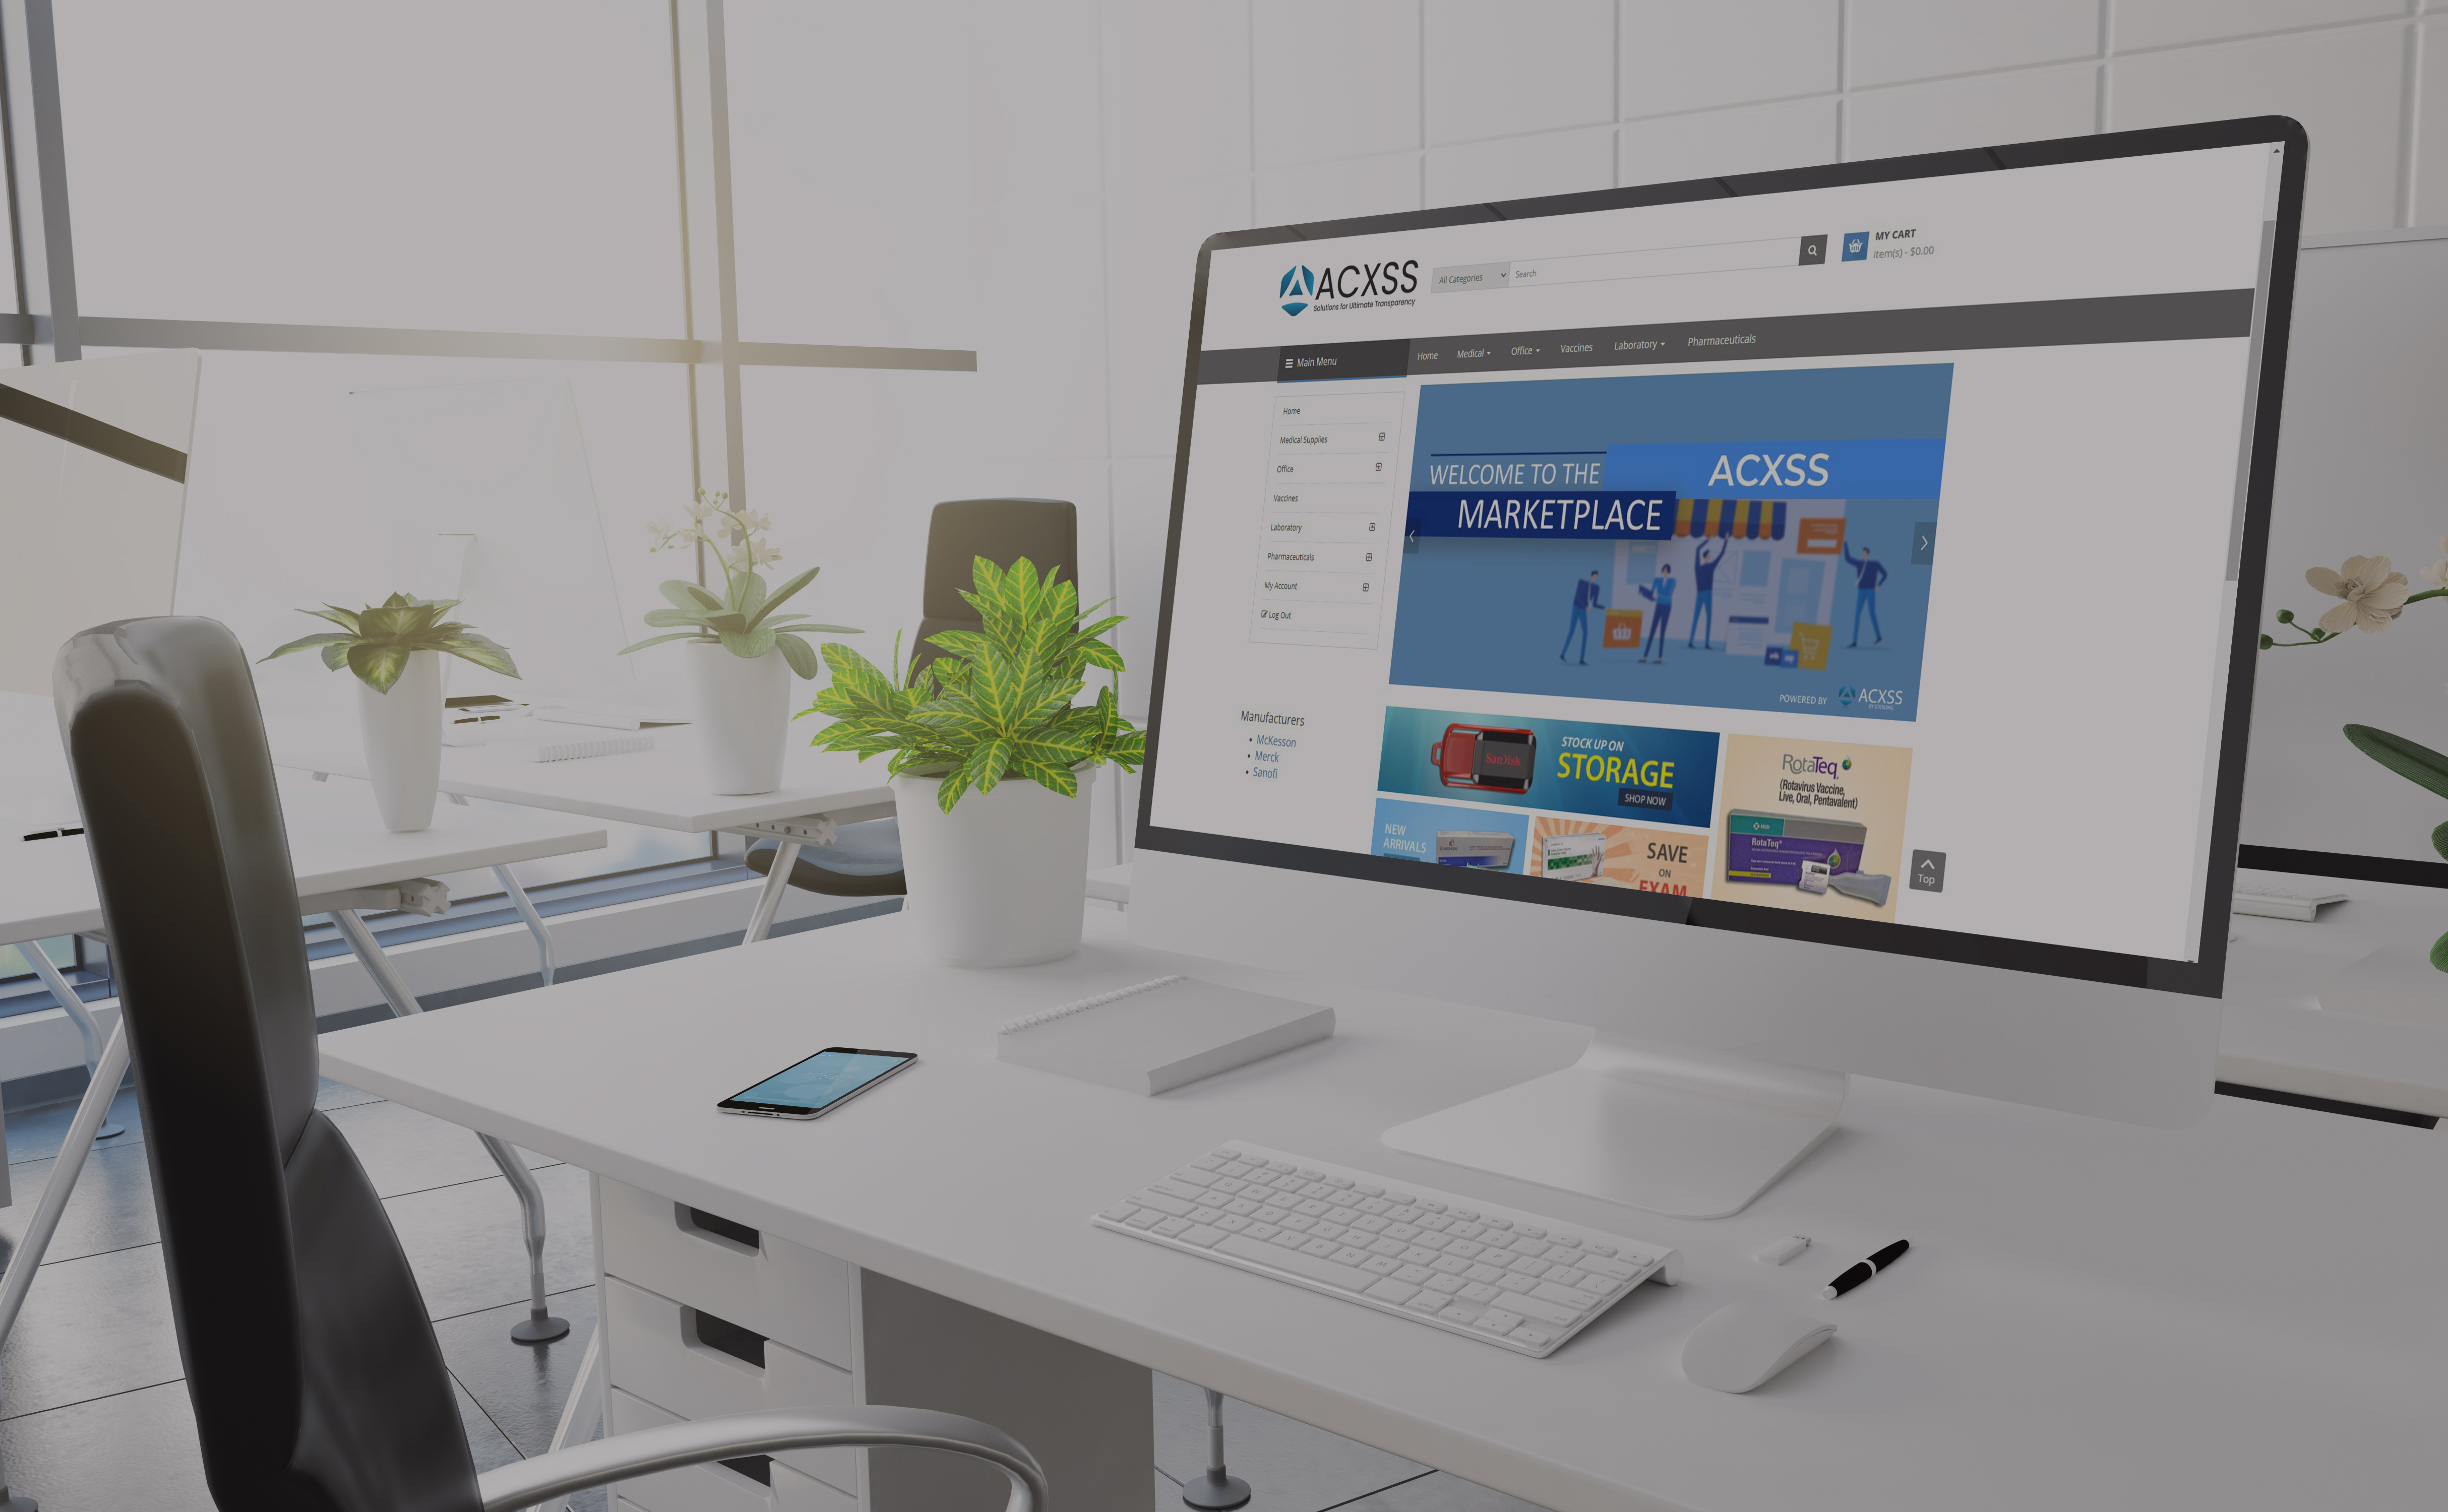 ACXSS
Solutions for Ultimate Transparency
All Categories
Search
MY CART
Item(s) - $0.00
Main Menu
Home
Medical
Office
Vaccines
Laboratory
Pharmaceuticals
Home
Medical Supplies
Office
Vaccines
Laboratory
Pharmaceuticals
My Account
Log Out
WELCOME TO THE
ACXSS
MARKETPLACE
POWERED BY
ACXSS
Manufacturers
• McKesson
• Merck
• Sanofi
SanDisk
STOCK UP ON
STORAGE
SHOP NOW
RotaTeq
(Rotavirus Vaccine,
Live, Oral, Pentavalent)
RotaTeq
NEW
ARRIVALS
SAVE
ON
EXAM
Top